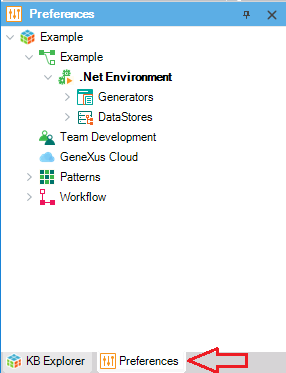 Preferences
Example
Example
.Net Environment
Generators
DataStores
Team Development
GeneXus Cloud
Patterns
Workflow
KB Explorer Preferences